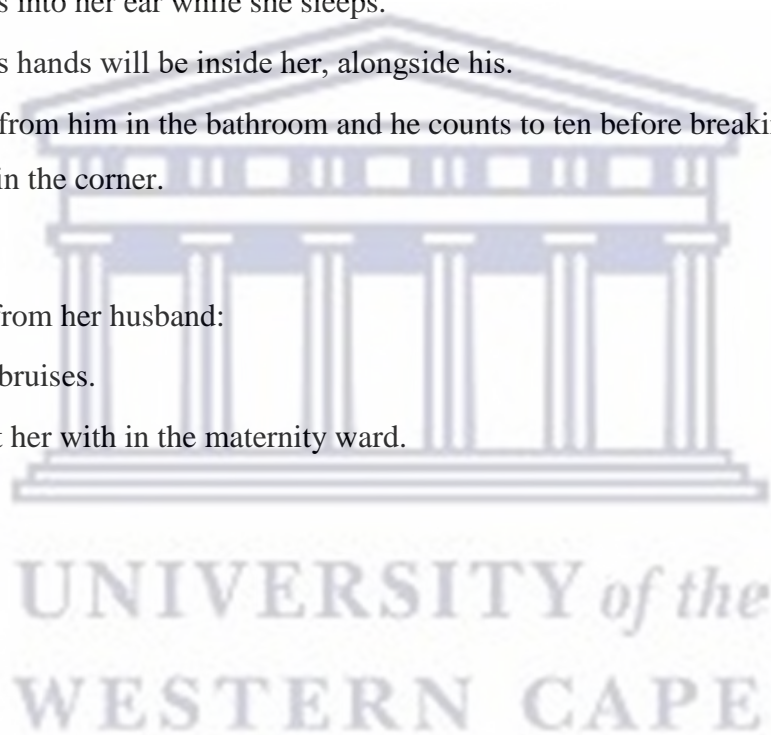 s into her ear while she sleeps.
s hands will be inside her, alongside his.
from him in the bathroom and he counts to ten before breaki
in the corner.
from her husband:
bruises.
t her with in the maternity ward.
UNIVERSITY of the
WESTERN CAPE